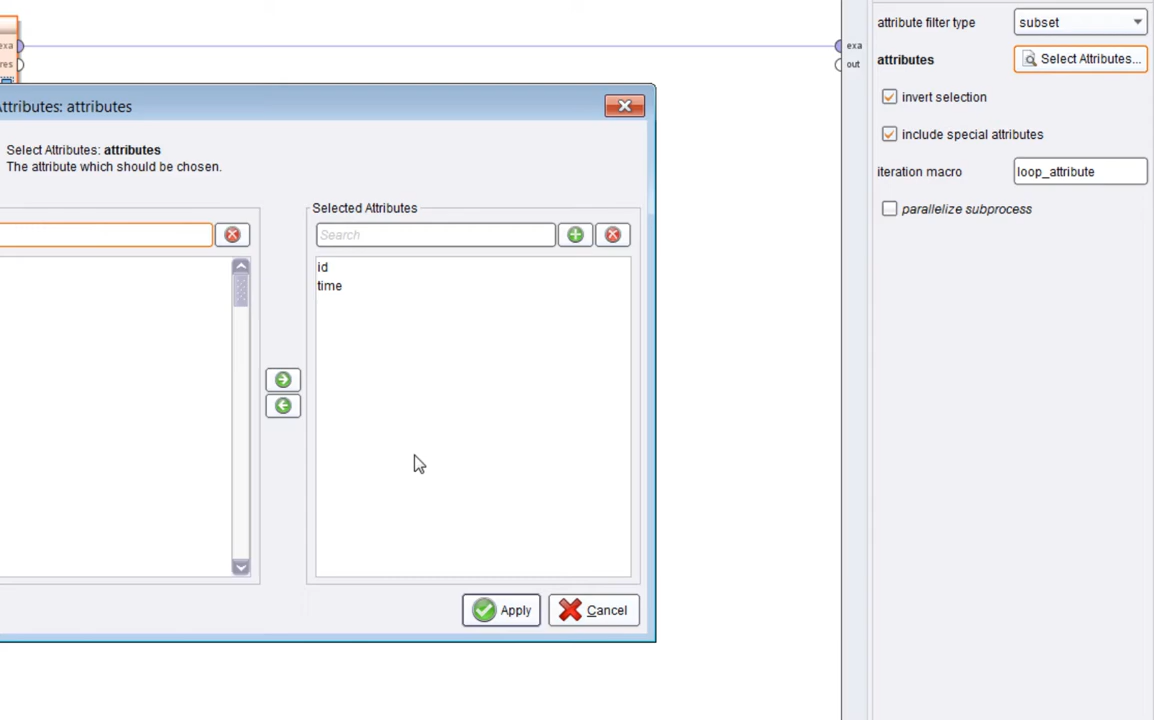 exa
res
exa
out
attribute filter type
subset
attributes
Select Attributes...
invert selection
include special attributes
iteration macro
loop_attribute
parallelize subprocess
Attributes: attributes
Select Attributes: attributes
The attribute which should be chosen.
Selected Attributes
Search
id
time
Apply
Cancel